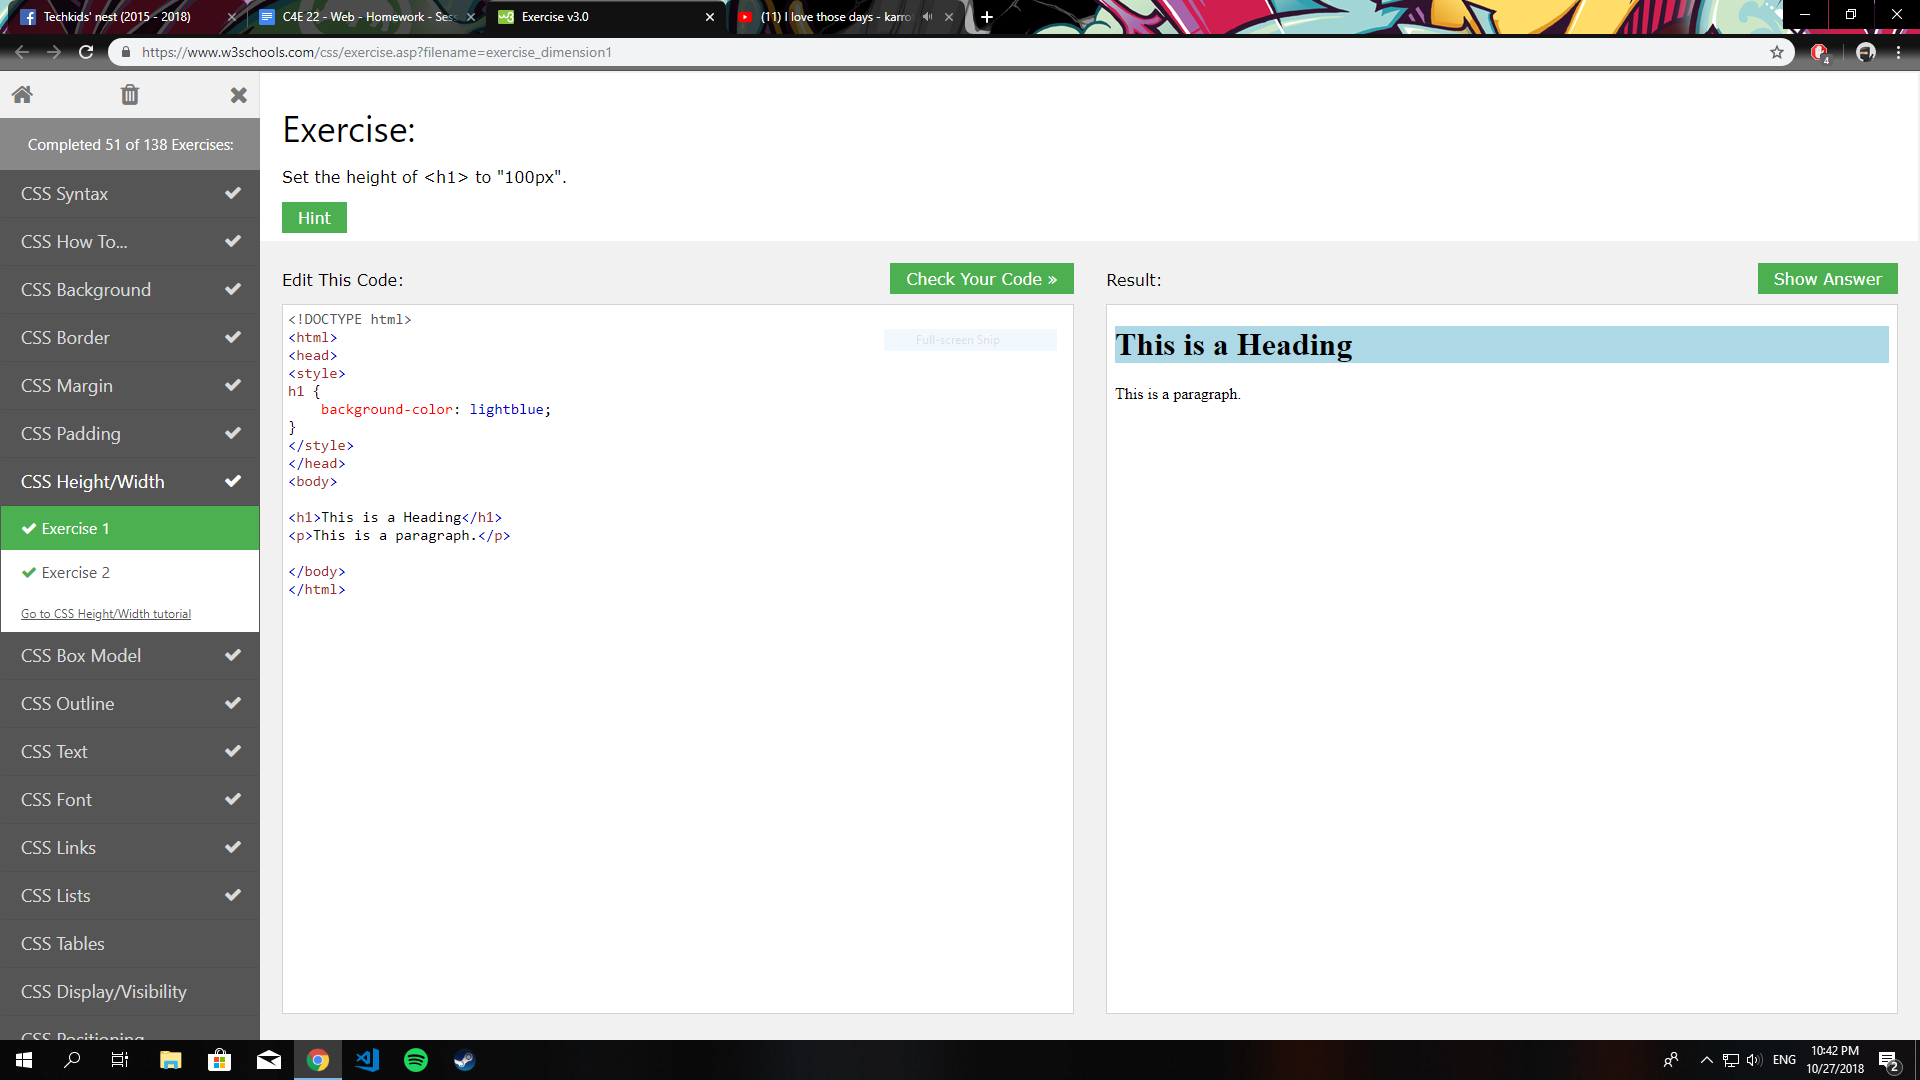 Techkids' nest (2015 - 2018)
C4E 22 - Web - Homework - Ses
Exercise v3.0
(11) I love those days - karro
https://www.w3schools.com/css/exercise.asp?filename=exercise_dimension1
4
Completed 51 of 138 Exercises:
CSS Syntax
CSS How To...
CSS Background
CSS Border
CSS Margin
CSS Padding
CSS Height/Width
Exercise 1
Exercise 2
Go to CSS Height/Width tutorial
CSS Box Model
CSS Outline
CSS Text
CSS Font
CSS Links
CSS Lists
CSS Tables
CSS Display/Visibility
CSS Positioning
Exercise:
Set the height of <h1> to "100px".
Hint
Edit This Code:
Check Your Code »
<!DOCTYPE html>
<html>
<head>
<style>
h1 {
    background-color: lightblue;
}
</style>
</head>
<body>
<h1>This is a Heading</h1>
<p>This is a paragraph.</p>
</body>
</html>
Full-screen Snip
Result:
Show Answer
This is a Heading
This is a paragraph.
ENG
10:42 PM
10/27/2018
2